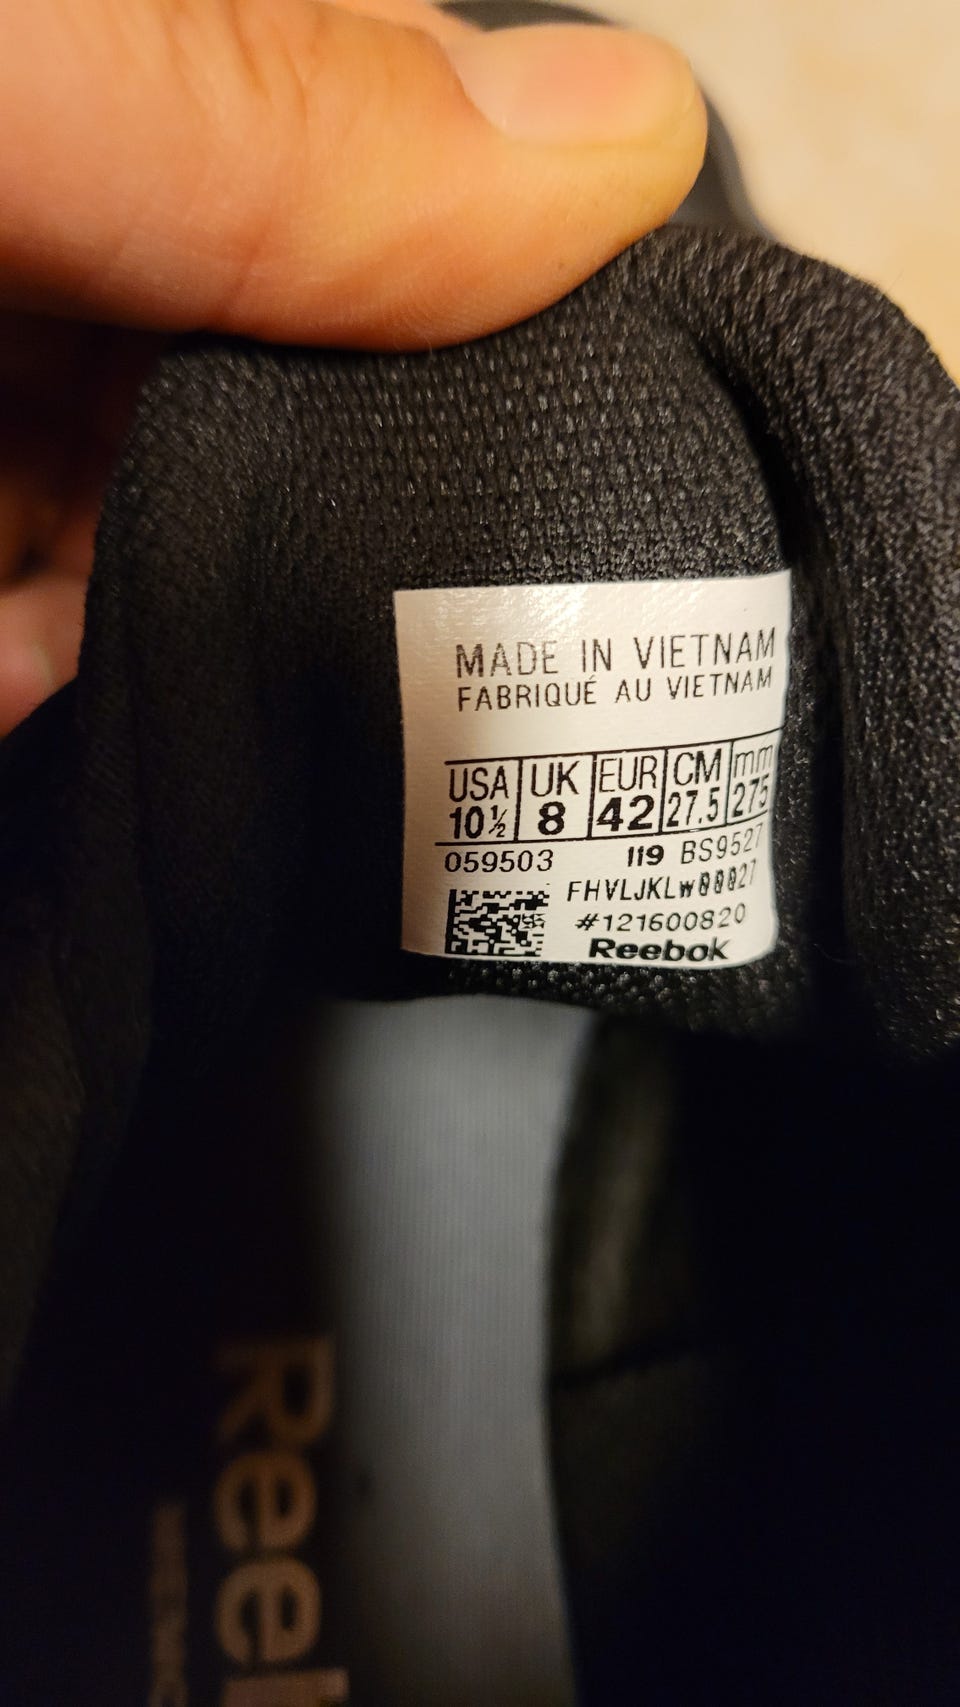 MADE IN VIETNAM
FABRIQUÉ AU VIETNAM
USA UK EUR CM mm
10½ 8 42 27.5 275
059503 119 BS9527
#121600820
Reebok
Ree